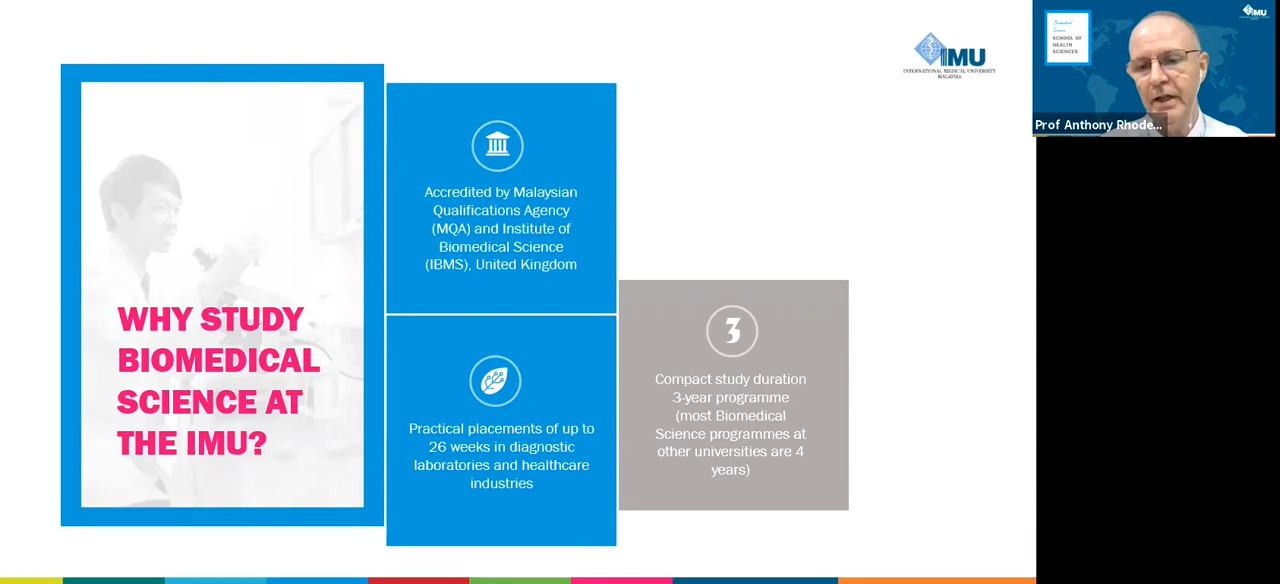 WHY STUDY
BIOMEDICAL
SCIENCE AT
THE IMU?
Accredited by Malaysian
Qualifications Agency
(MQA) and Institute of
Biomedical Science
(IBMS), United Kingdom
Practical placements of up to
26 weeks in diagnostic
laboratories and healthcare
industries
3
Compact study duration
3-year programme
(most Biomedical
Science programmes at
other universities are 4
years)
IMU
INTERNATIONAL MEDICAL UNIVERSITY
MALAYSIA
Biomedical
Science
SCHOOL OF
HEALTH
SCIENCES
IMU
Prof Anthony Rhode...